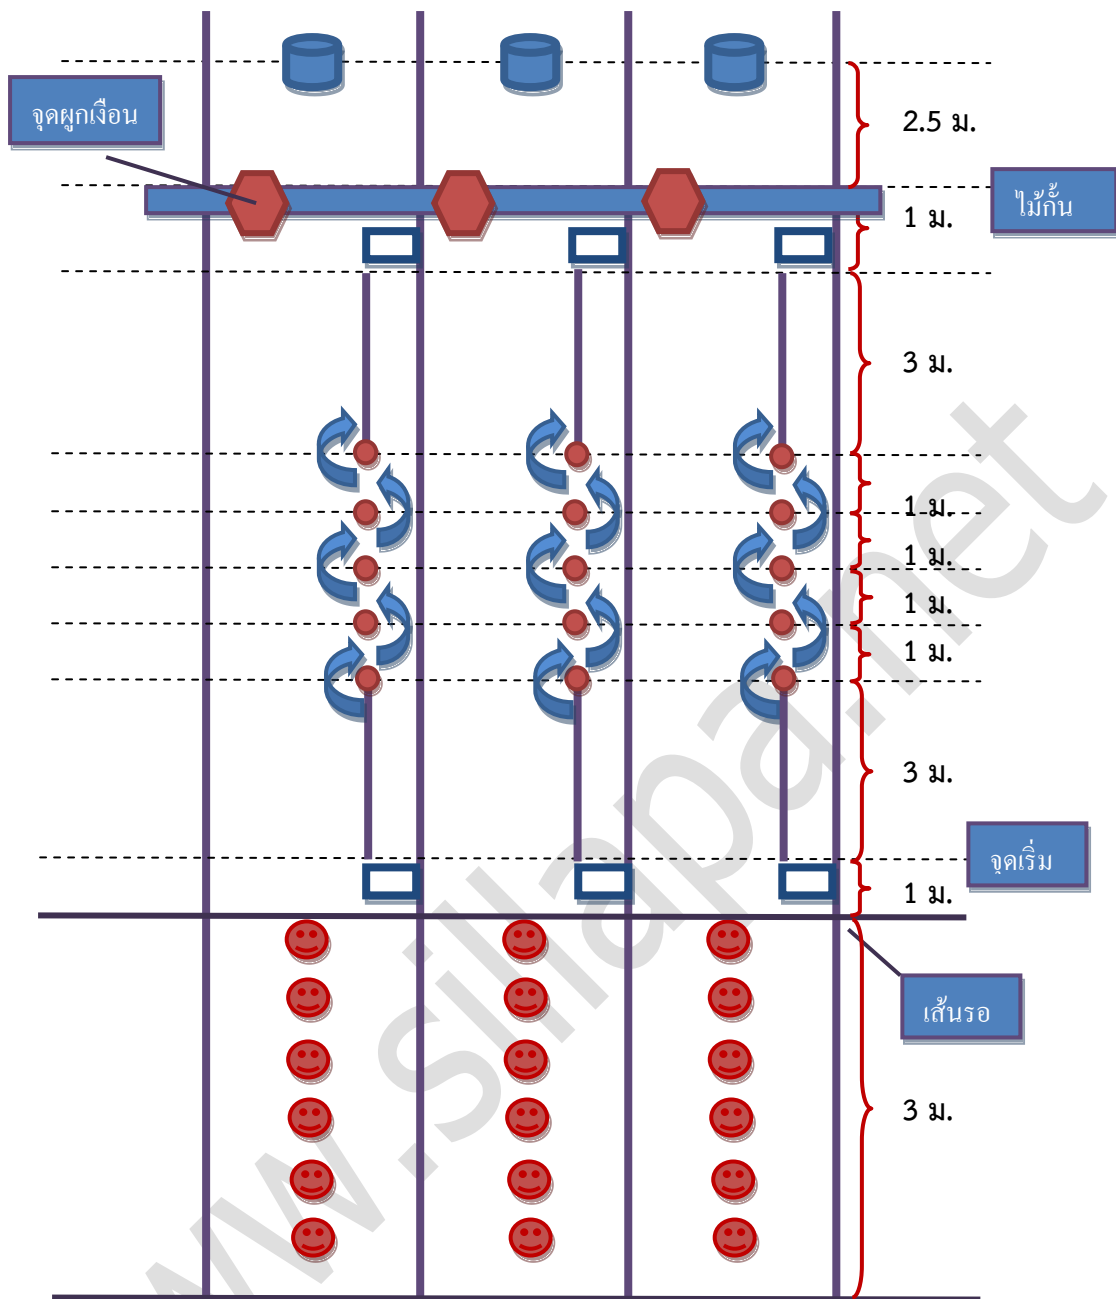 2.5 ม.
จุดผูกเงือน
ไม้กั้น
1 ม.
3 ม.
1 ม.
1 ม.
1 ม.
1 ม.
3 ม.
จุดเริ่ม
1 ม.
เส้นรอ
3 ม.
www.sillapa.net